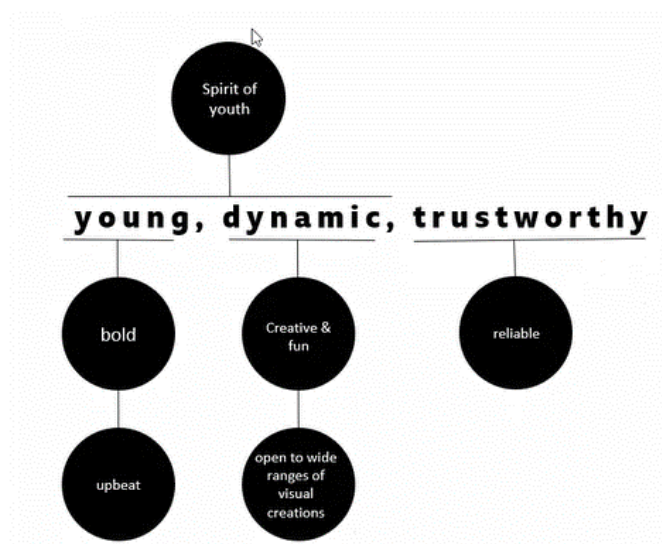 Spirit of
youth
young, dynamic, trustworthy
bold
Creative &
fun
reliable
upbeat
open to wide
ranges of
visual
creations